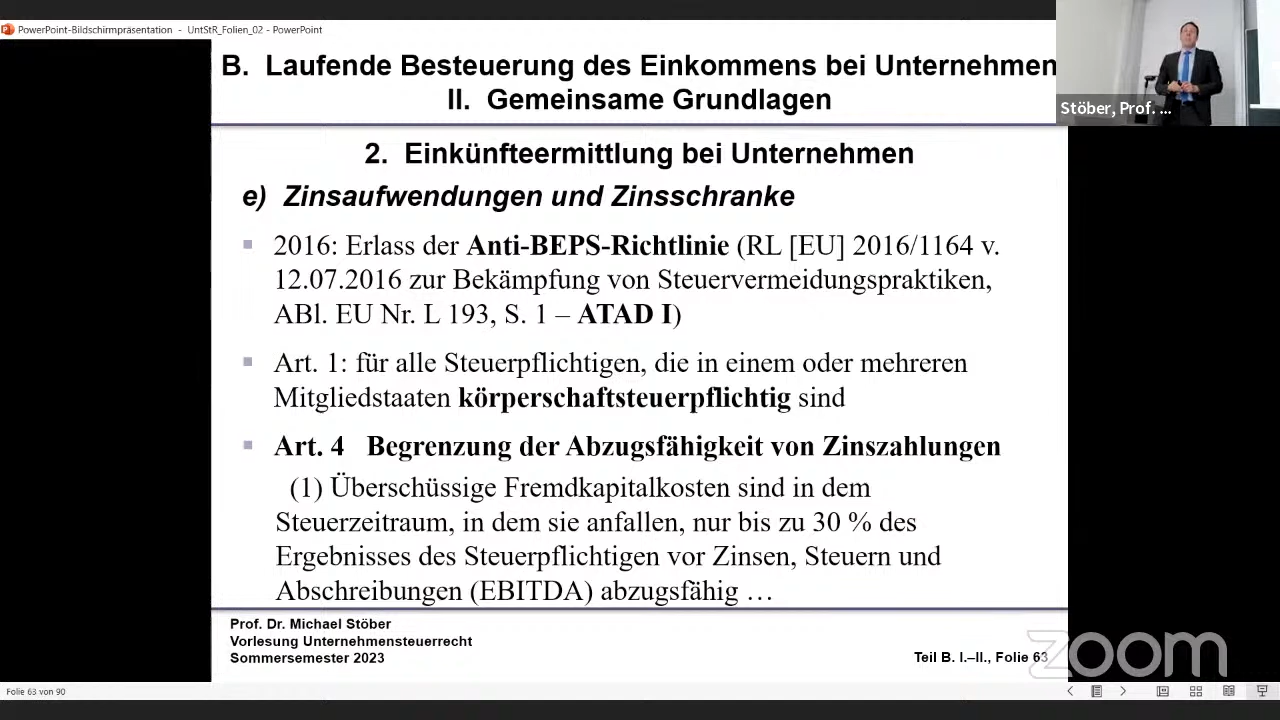 PowerPoint-Bildschirmpräsentation - UntStR_Folien_02 - PowerPoint
B. Laufende Besteuerung des Einkommens bei Unternehmen
II. Gemeinsame Grundlagen
Stöber, Prof. ...
2. Einkünfteermittlung bei Unternehmen
e) Zinsaufwendungen und Zinsschranke
2016: Erlass der Anti-BEPS-Richtlinie (RL [EU] 2016/1164 v.
12.07.2016 zur Bekämpfung von Steuervermeidungspraktiken,
ABl. EU Nr. L 193, S. 1 – ATAD I)
Art. 1: für alle Steuerpflichtigen, die in einem oder mehreren
Mitgliedstaaten körperschaftsteuerpflichtig sind
Art. 4 Begrenzung der Abzugsfähigkeit von Zinszahlungen
(1) Überschüssige Fremdkapitalkosten sind in dem
Steuerzeitraum, in dem sie anfallen, nur bis zu 30 % des
Ergebnisses des Steuerpflichtigen vor Zinsen, Steuern und
Abschreibungen (EBITDA) abzugsfähig …
Prof. Dr. Michael Stöber
Vorlesung Unternehmensteuerrecht
Sommersemester 2023
Teil B. I.–II., Folie 63
zoom
Folie 63 von 90